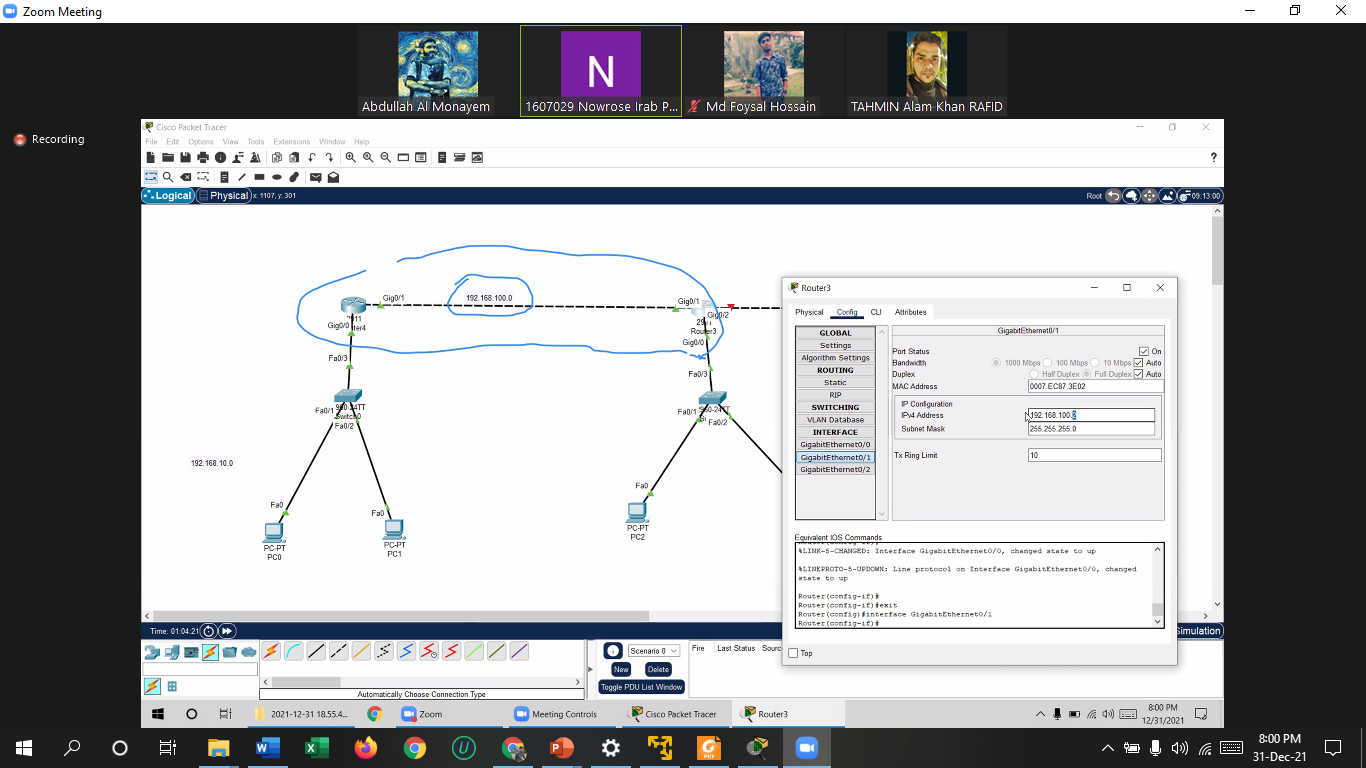 Zoom Meeting
Abdullah Al Monayem
1607029 Nowrose Irab P...
Md Foysal Hossain
TAHMIN Alam Khan RAFID
N
Recording
Cisco Packet Tracer
File Edit Options View Tools Extensions Window Help
Logical Physical x: 1107, y: 301
Root 09:13:00
192.168.100.0
Gig0/1
Gig0/1
2911
Gig0/0
Gig0/2
Router3
Gig0/0
Fa0/3
Fa0/3
Fa0/1
Switch0
Fa0/2
Fa0/1
Fa0/2
192.168.10.0
Fa0
Fa0
Fa0
PC-PT
PC0
PC-PT
PC1
PC-PT
PC2
Router3
Physical Config CLI Attributes
GLOBAL
Settings
Algorithm Settings
ROUTING
Static
RIP
SWITCHING
VLAN Database
INTERFACE
GigabitEthernet0/0
GigabitEthernet0/1
GigabitEthernet0/2
GigabitEthernet0/1
Port Status On
Bandwidth 1000 Mbps 100 Mbps 10 Mbps Auto
Duplex Half Duplex Full Duplex Auto
MAC Address 0007.EC87.3E02
IP Configuration
IPv4 Address 192.168.100.2
Subnet Mask 255.255.255.0
Tx Ring Limit 10
Equivalent IOS Commands
%LINK-5-CHANGED: Interface GigabitEthernet0/0, changed state to up
%LINEPROTO-5-UPDOWN: Line protocol on Interface GigabitEthernet0/0, changed
state to up
Router(config-if)#
Router(config-if)#exit
Router(config)#interface GigabitEthernet0/1
Router(config-if)#
Top
Time: 01:04:21
Simulation
Scenario 0
New Delete
Toggle PDU List Window
Fire Last Status
Automatically Choose Connection Type
2021-12-31 18.55.4...
Zoom
Meeting Controls
Cisco Packet Tracer
Router3
8:00 PM
12/31/2021
8:00 PM
31-Dec-21